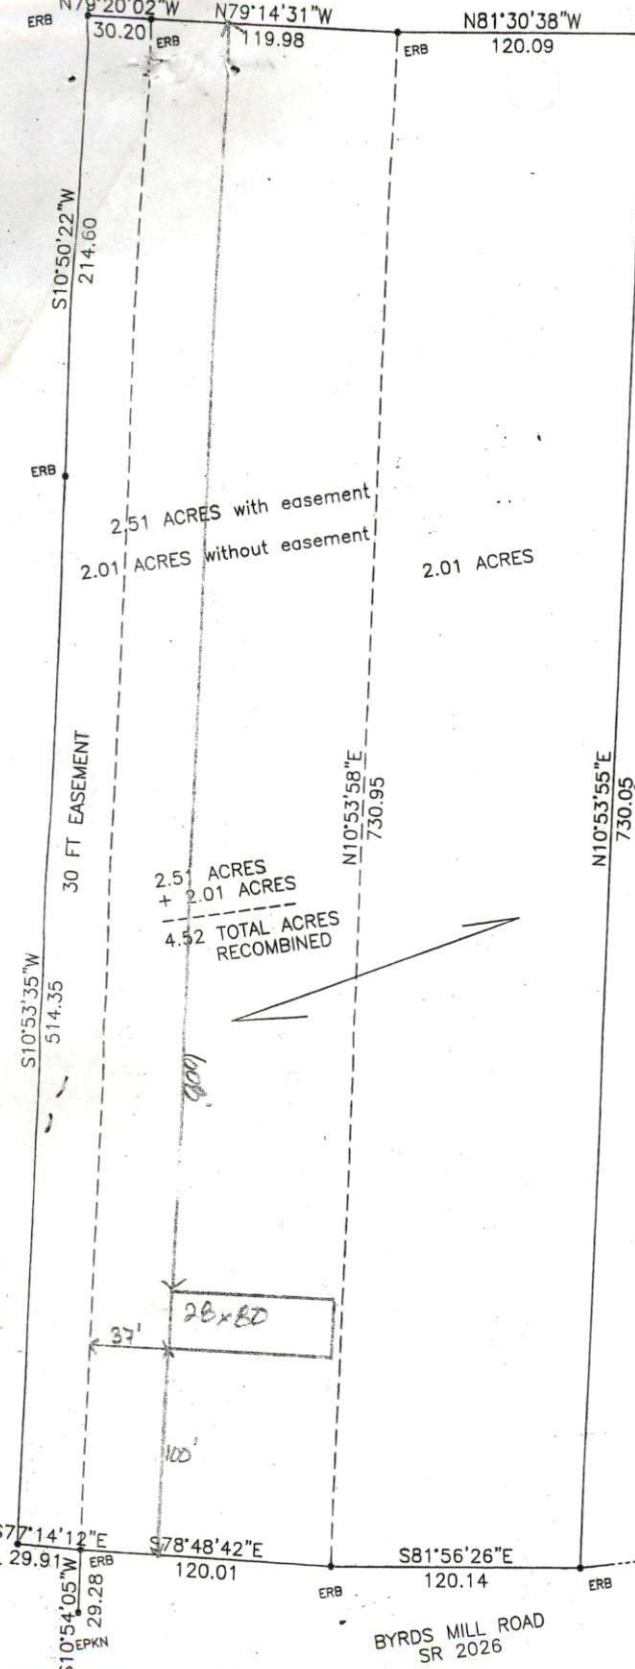 N79°20'02"W
30.20
ERB
ERB
N79°14'31"W
119.98
N81°30'38"W
120.09
ERB
S10°50'22"W
214.60
ERB
2.51 ACRES with easement
2.01 ACRES without easement
2.01 ACRES
30 FT EASEMENT
N10°53'58"E
730.95
N10°53'55"E
730.05
2.51 ACRES
+ 2.01 ACRES
4.52 TOTAL ACRES
RECOMBINED
S10°53'35"W
514.35
28x80
37'
100'
S77°14'12"E
29.91
ERB
S78°48'42"E
120.01
ERB
S81°56'26"E
120.14
ERB
S10°54'05"W
29.28
EPKN
BYRDS MILL ROAD
SR 2026